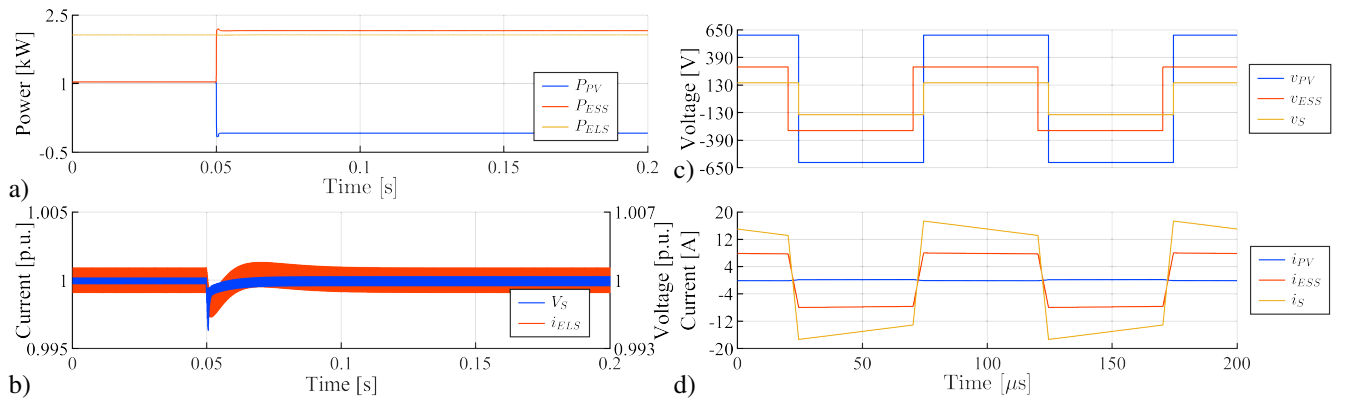 2.5
1
-0.5
Power [kW]
P_PV
P_ESS
P_ELS
0
0.05
0.1
0.15
0.2
Time [s]
a)
1.005
1
0.995
Current [p.u.]
V_S
i_ELS
1.007
1
0.993
Voltage [p.u.]
0
0.05
0.1
0.15
0.2
Time [s]
b)
650
390
130
-130
-390
-650
Voltage [V]
v_PV
v_ESS
v_S
c)
20
12
4
-4
-12
-20
Current [A]
i_PV
i_ESS
i_S
0
50
100
150
200
Time [μs]
d)